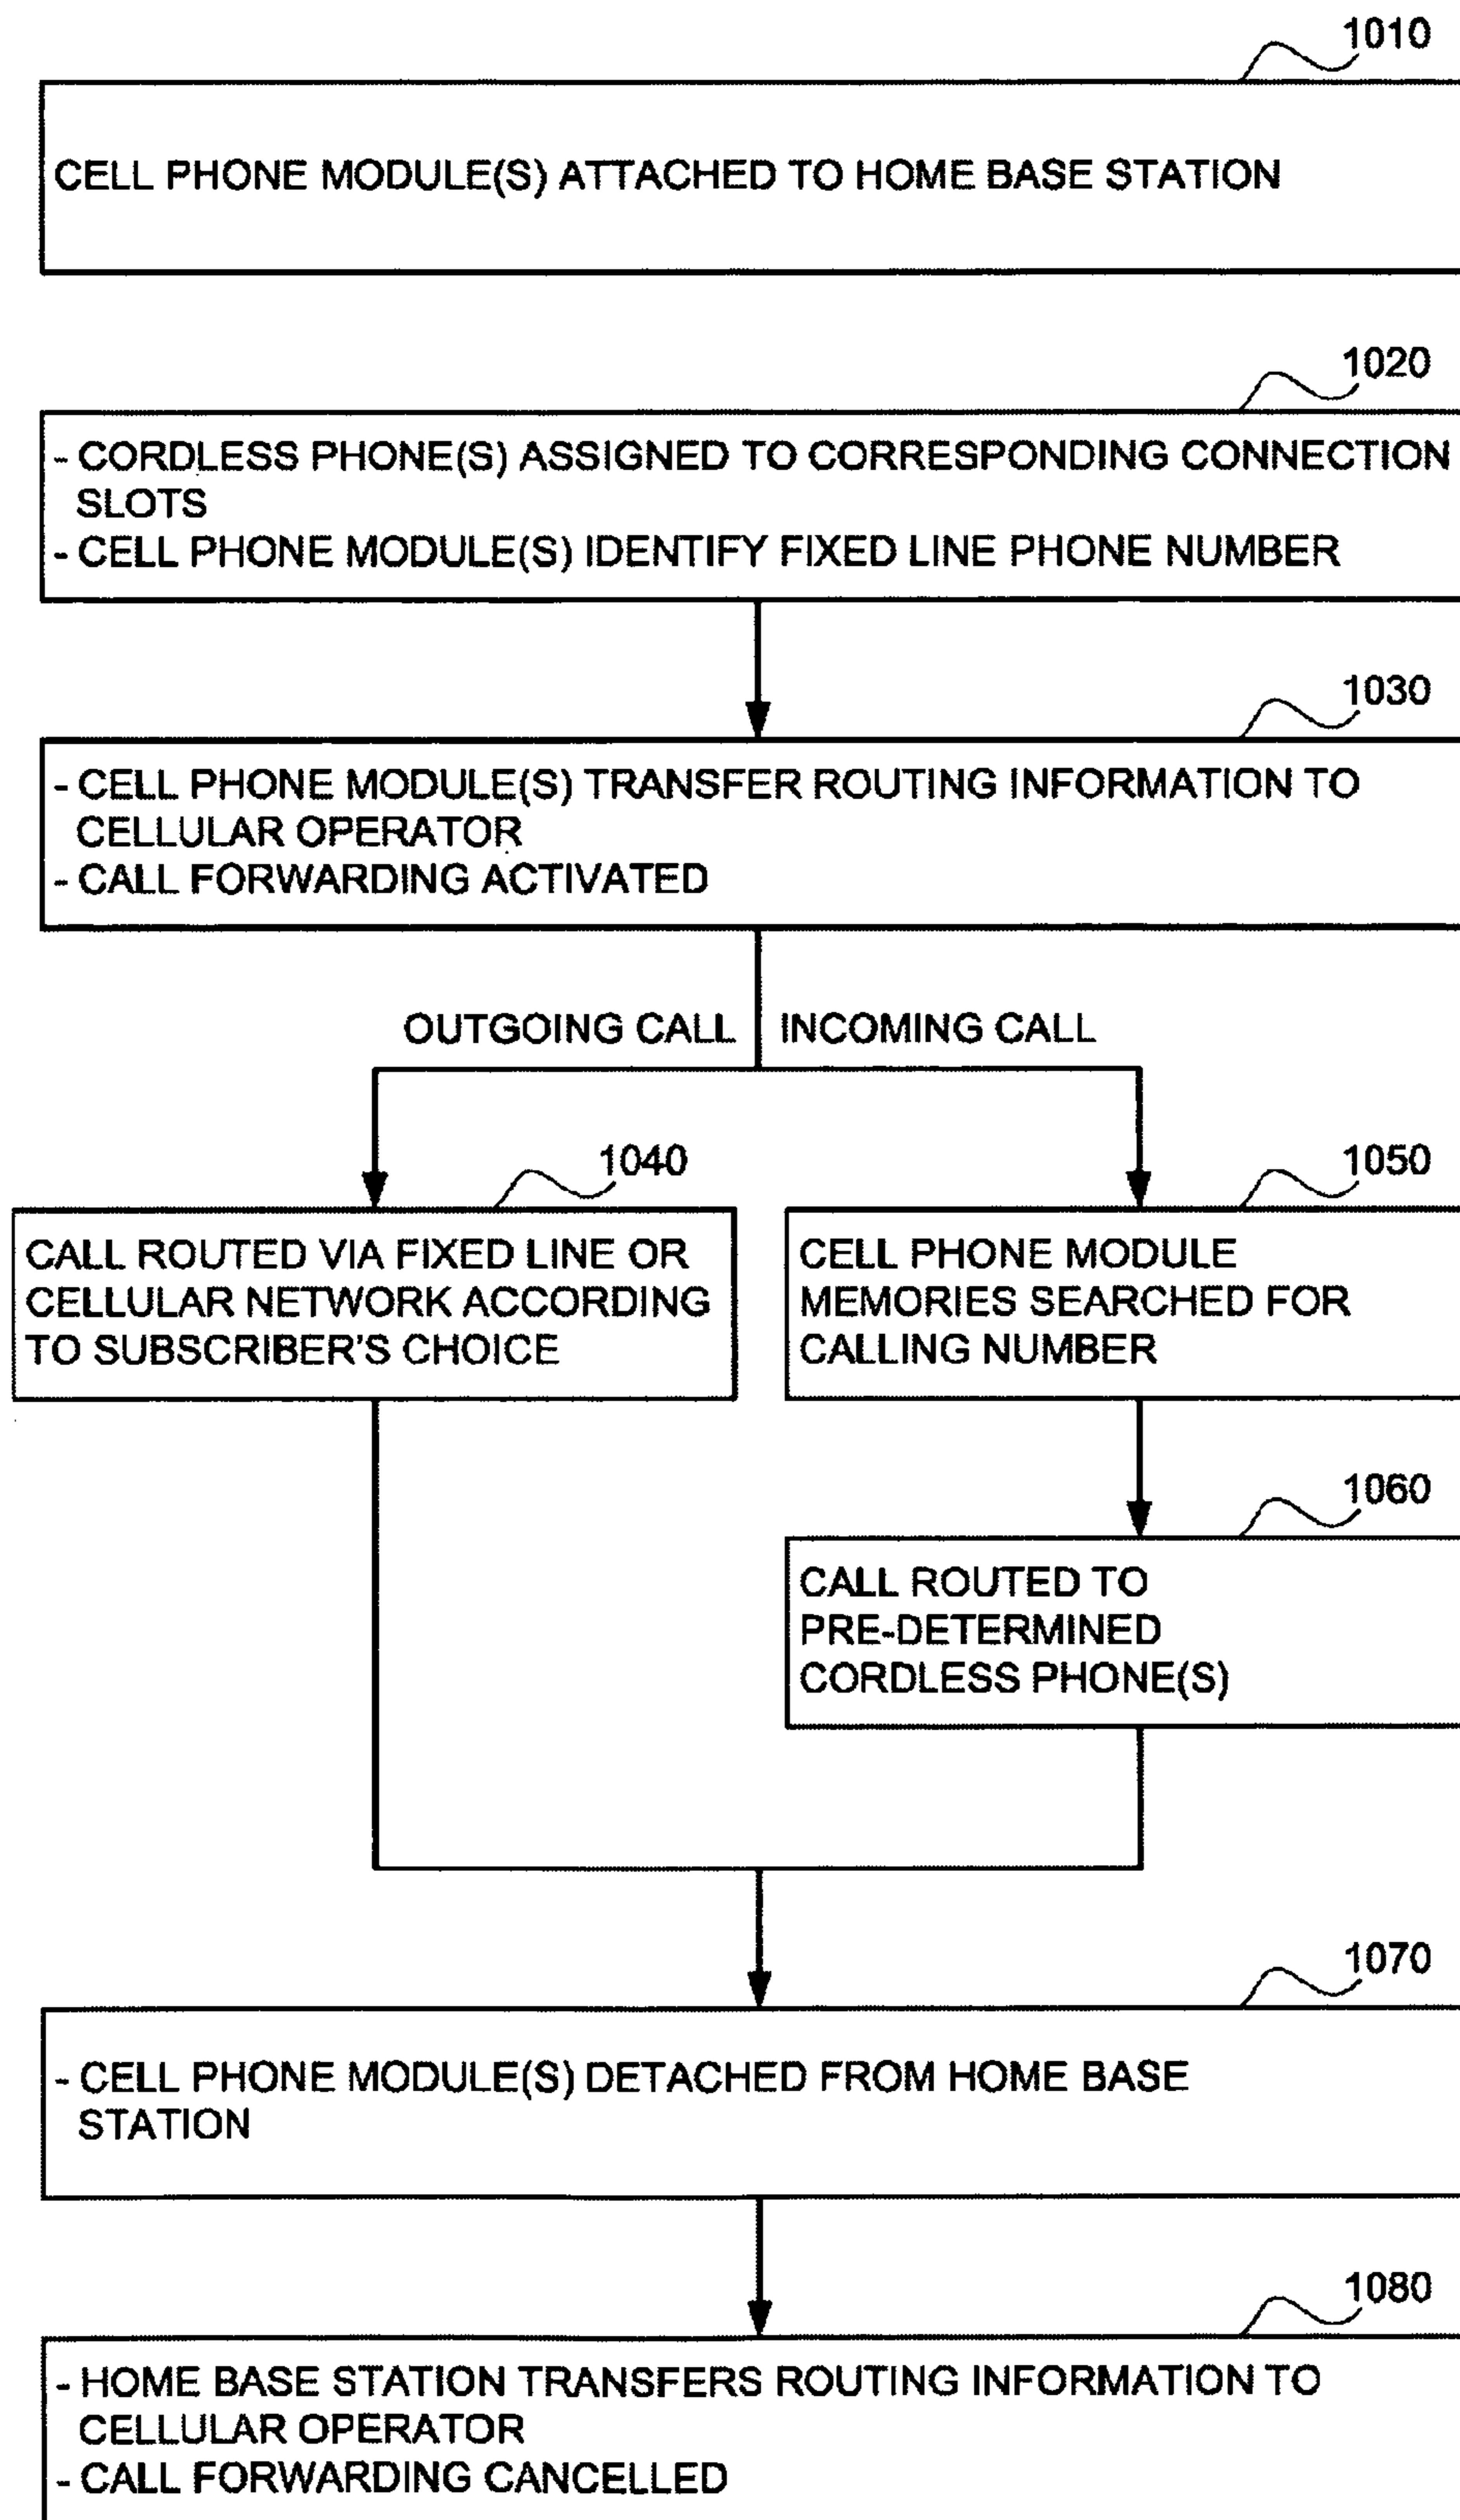 1010
CELL PHONE MODULE(S) ATTACHED TO HOME BASE STATION
1020
- CORDLESS PHONE(S) ASSIGNED TO CORRESPONDING CONNECTION
SLOTS
- CELL PHONE MODULE(S) IDENTIFY FIXED LINE PHONE NUMBER
1030
- CELL PHONE MODULE(S) TRANSFER ROUTING INFORMATION TO
CELLULAR OPERATOR
- CALL FORWARDING ACTIVATED
OUTGOING CALL
INCOMING CALL
1040
CALL ROUTED VIA FIXED LINE OR
CELLULAR NETWORK ACCORDING
TO SUBSCRIBER'S CHOICE
1050
CELL PHONE MODULE
MEMORIES SEARCHED FOR
CALLING NUMBER
1060
CALL ROUTED TO
PRE-DETERMINED
CORDLESS PHONE(S)
1070
- CELL PHONE MODULE(S) DETACHED FROM HOME BASE
STATION
1080
- HOME BASE STATION TRANSFERS ROUTING INFORMATION TO
CELLULAR OPERATOR
- CALL FORWARDING CANCELLED